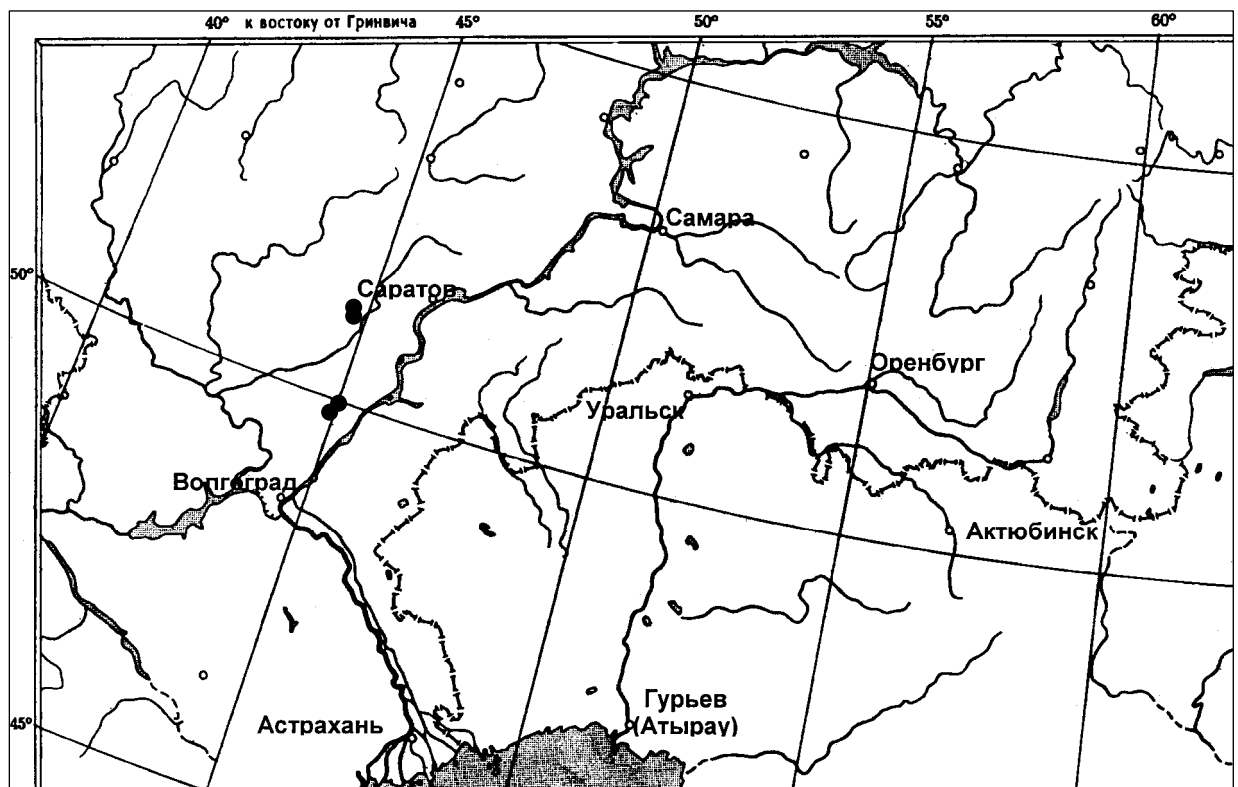 40° к востоку от Гринвича 45° 50° 55° 60°
Самара
50°
Саратов
Оренбург
Уральск
Волгоград
Актюбинск
Гурьев
(Атырау)
45°
Астрахань